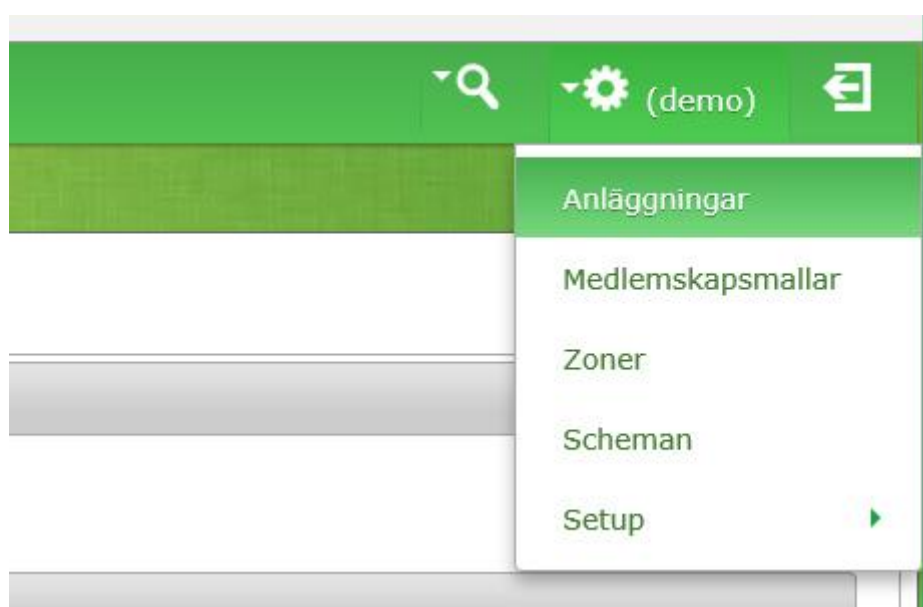 (demo)
Anläggningar
Medlemskapsmallar
Zoner
Scheman
Setup